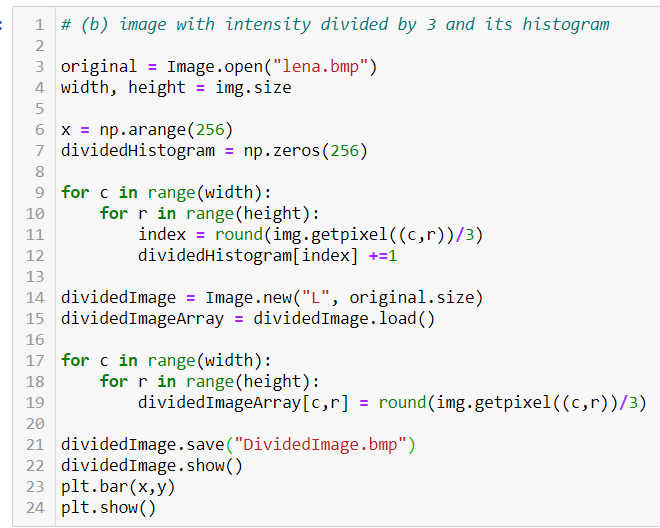 1 # (b) image with intensity divided by 3 and its histogram
2
3 original = Image.open("lena.bmp")
4 width, height = img.size
5
6 x = np.arange(256)
7 dividedHistogram = np.zeros(256)
8
9 for c in range(width):
10     for r in range(height):
11         index = round(img.getpixel((c,r))/3)
12         dividedHistogram[index] +=1
13
14 dividedImage = Image.new("L", original.size)
15 dividedImageArray = dividedImage.load()
16
17 for c in range(width):
18     for r in range(height):
19         dividedImageArray[c,r] = round(img.getpixel((c,r))/3)
20
21 dividedImage.save("DividedImage.bmp")
22 dividedImage.show()
23 plt.bar(x,y)
24 plt.show()